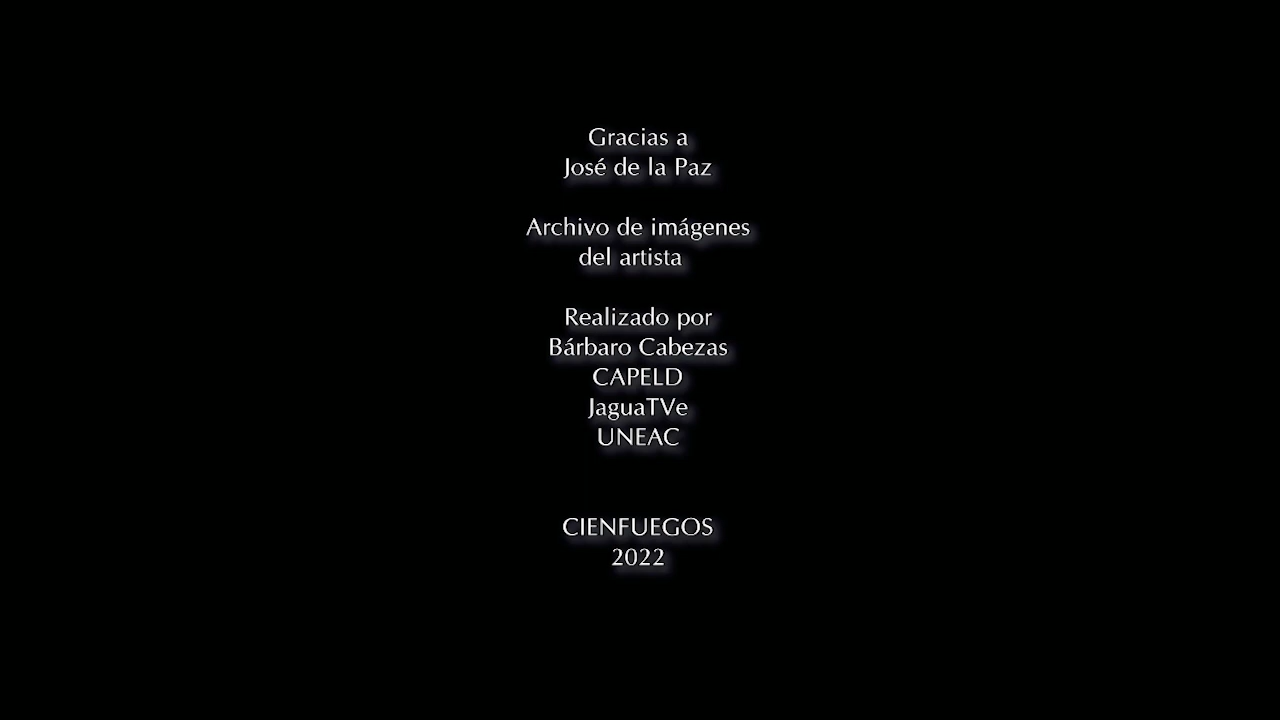 Gracias a
José de la Paz
Archivo de imágenes
del artista
Realizado por
Bárbaro Cabezas
CAPELD
JaguaTVe
UNEAC
CIENFUEGOS
2022